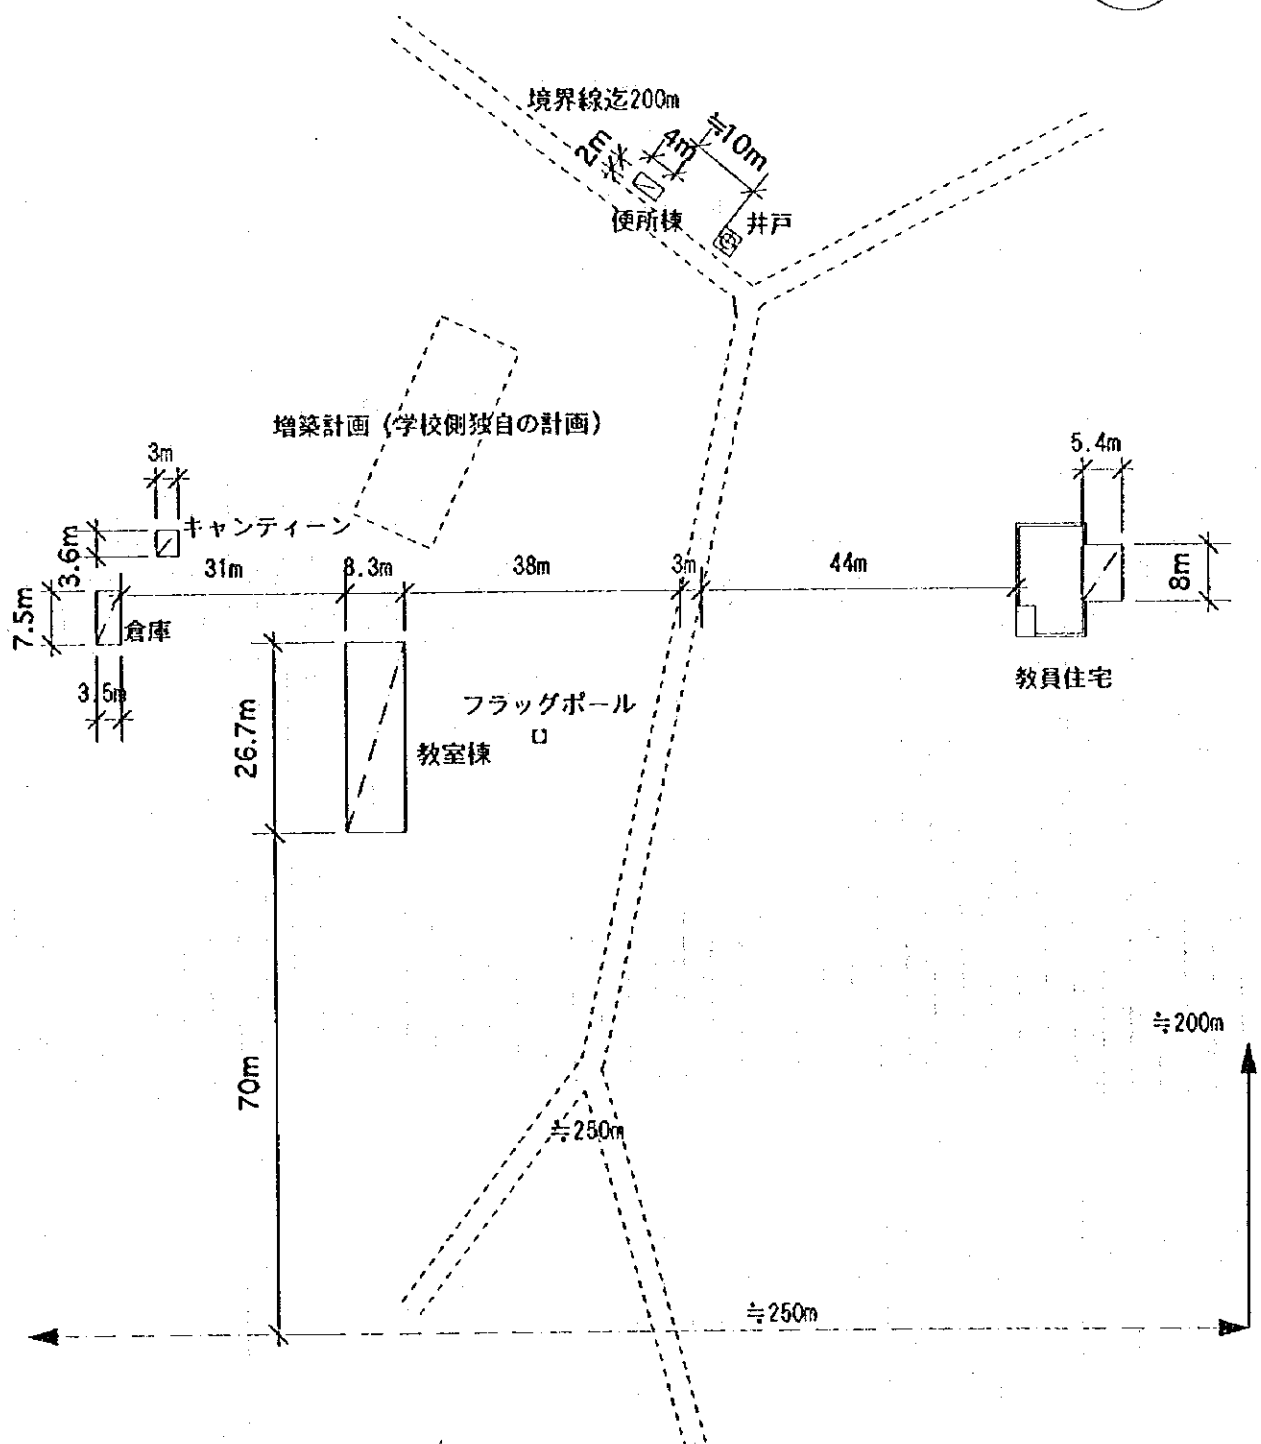 境界線迄200m
2m
4m
≒10m
便所棟
井戸
増築計画 (学校側独自の計画)
3m
5.4m
キャンティーン
3.6m
31m
8.3m
38m
3m
44m
8m
7.5m
倉庫
教員住宅
3.5m
フラッグポール
26.7m
教室棟
≒200m
70m
≒250m
≒250m